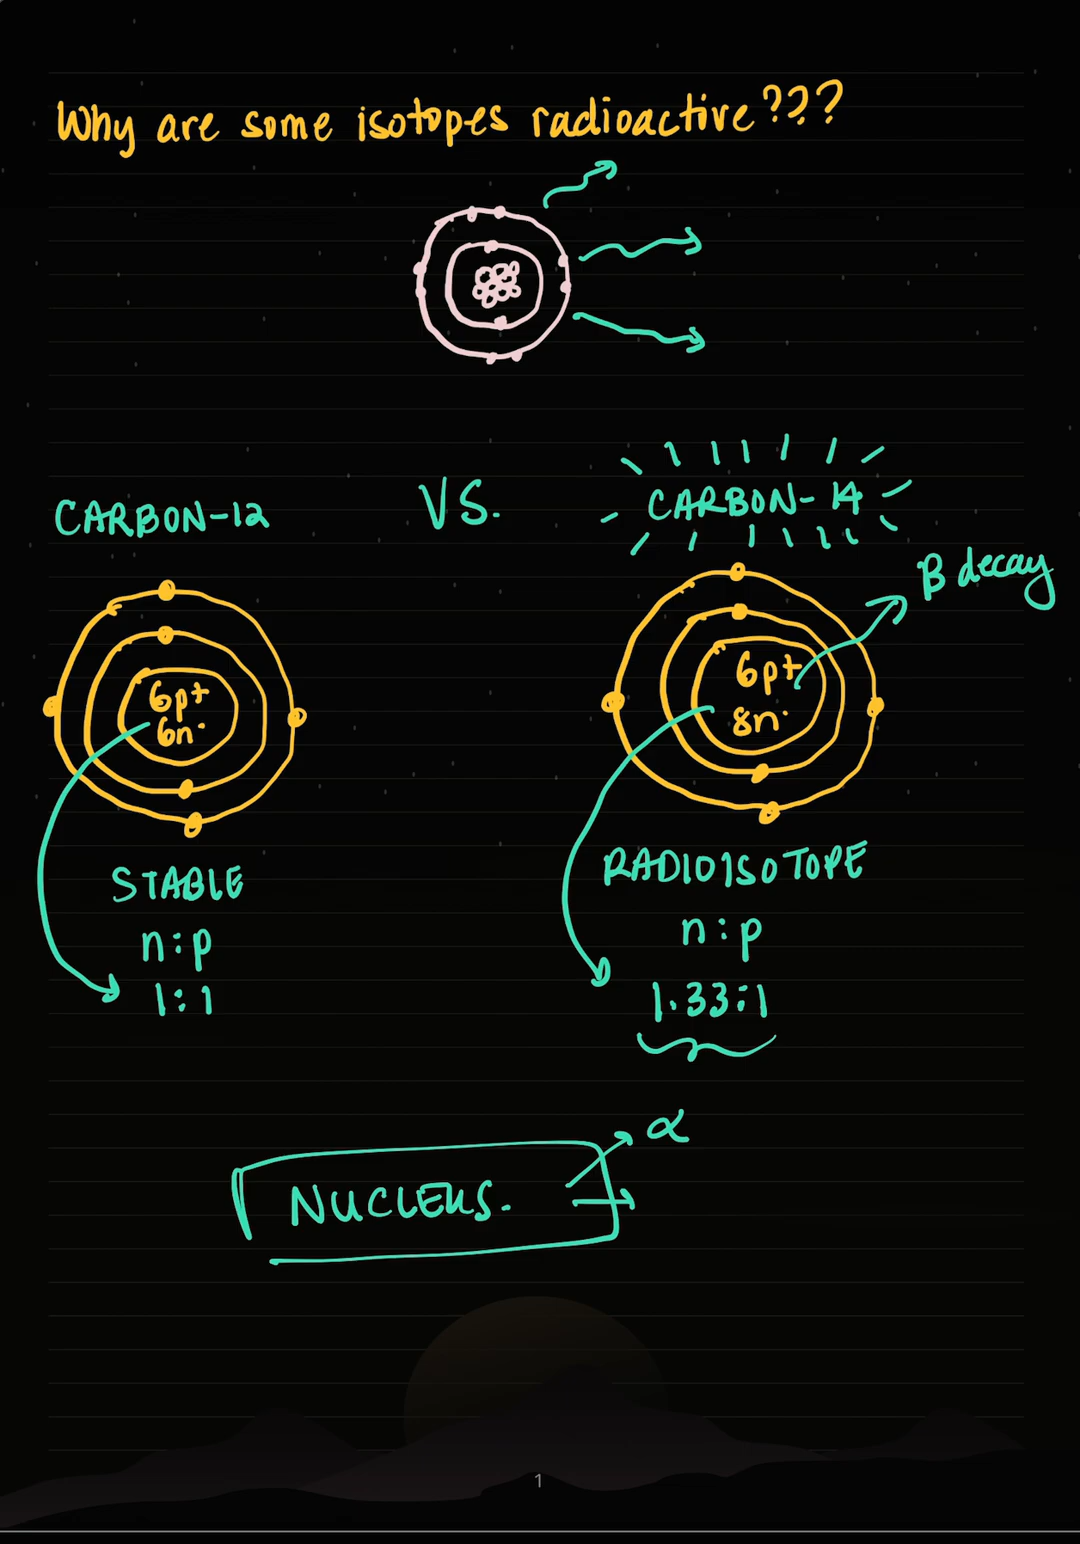 Why are some isotopes radioactive???
CARBON-12
VS.
CARBON-14
β decay
6p+
6n·
6p+
8n·
STABLE
n:p
1:1
RADIOISOTOPE
n:p
1.33:1
α
NUCLEUS.
1